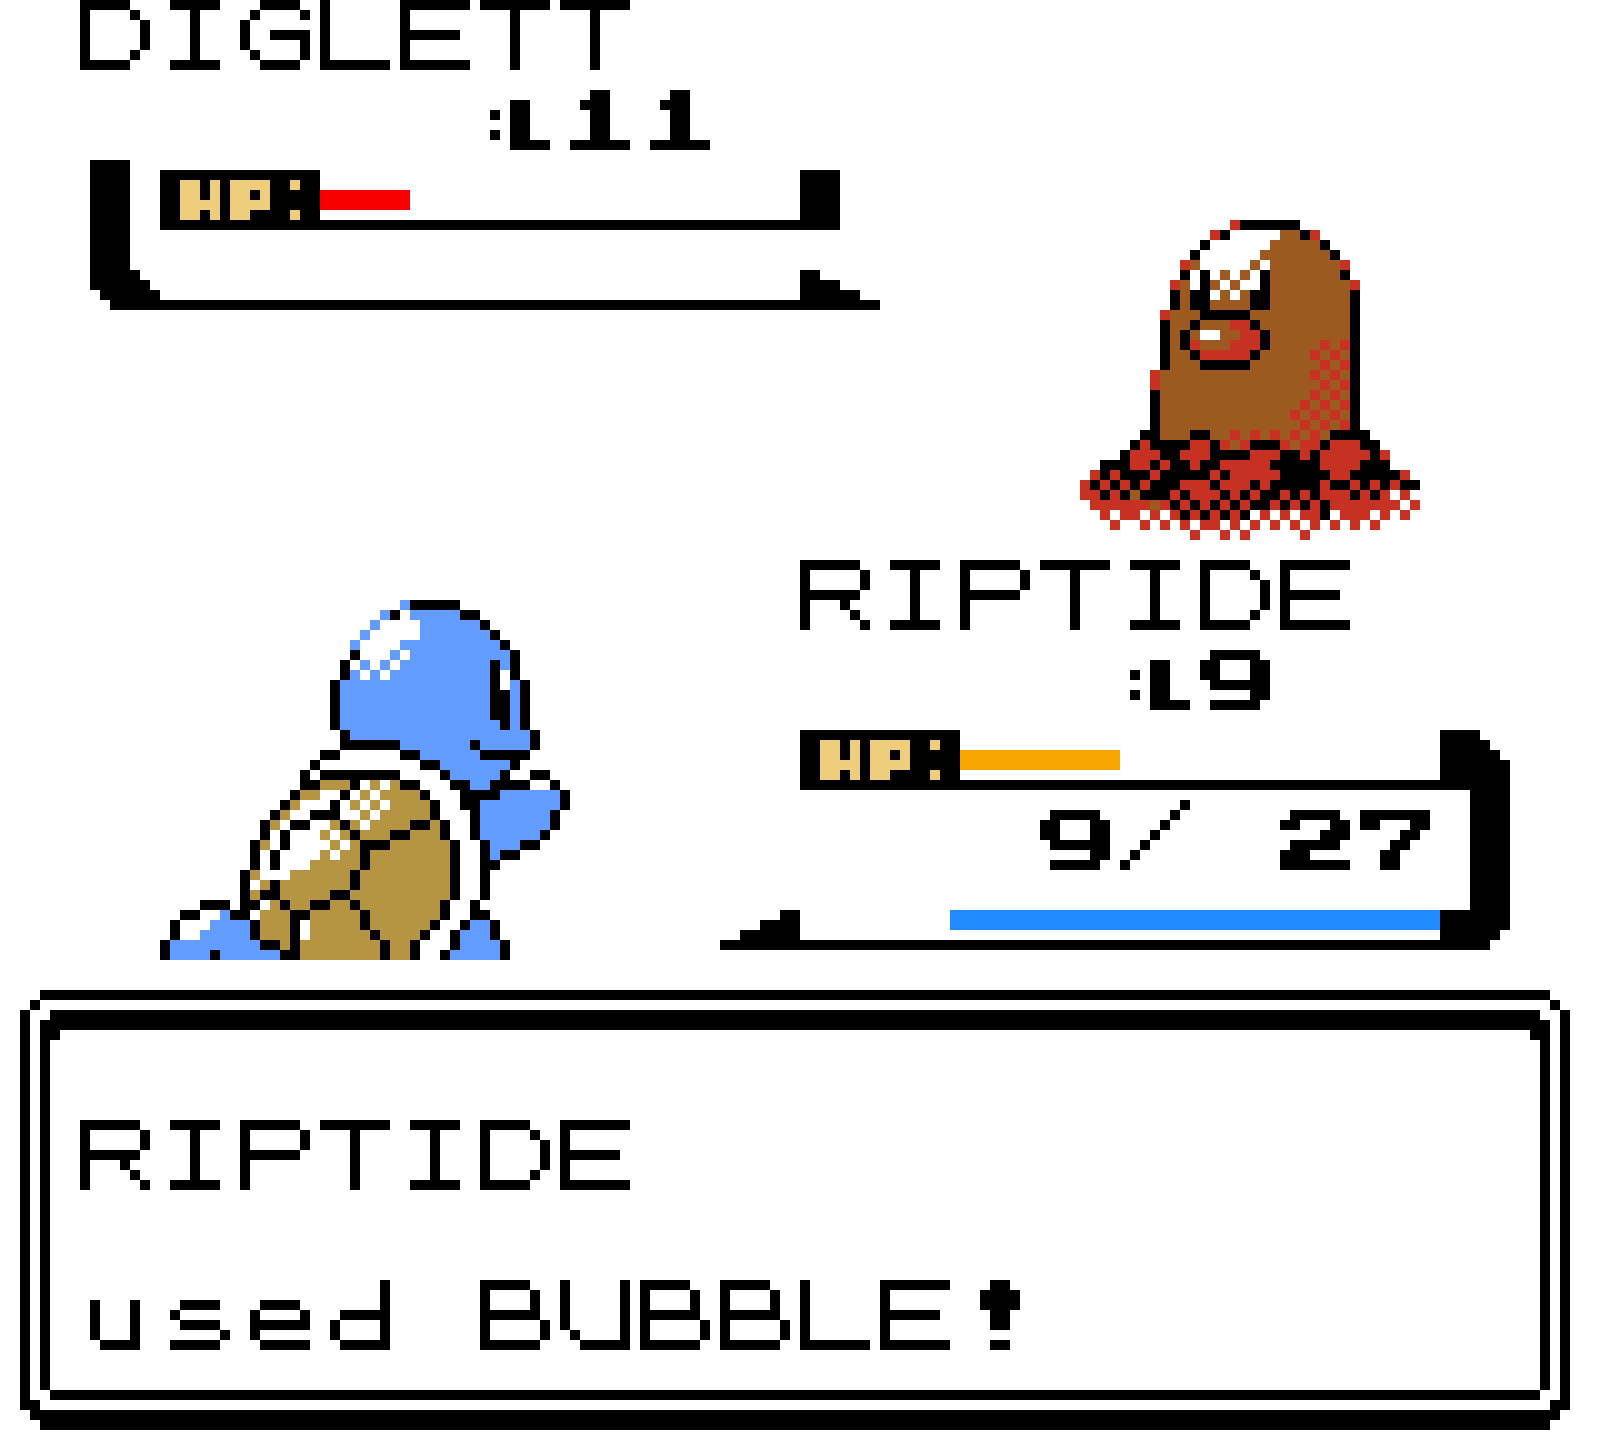 DIGLETT
:L11
HP:
RIPTIDE
:L9
HP:
9/ 27
RIPTIDE
used BUBBLE!